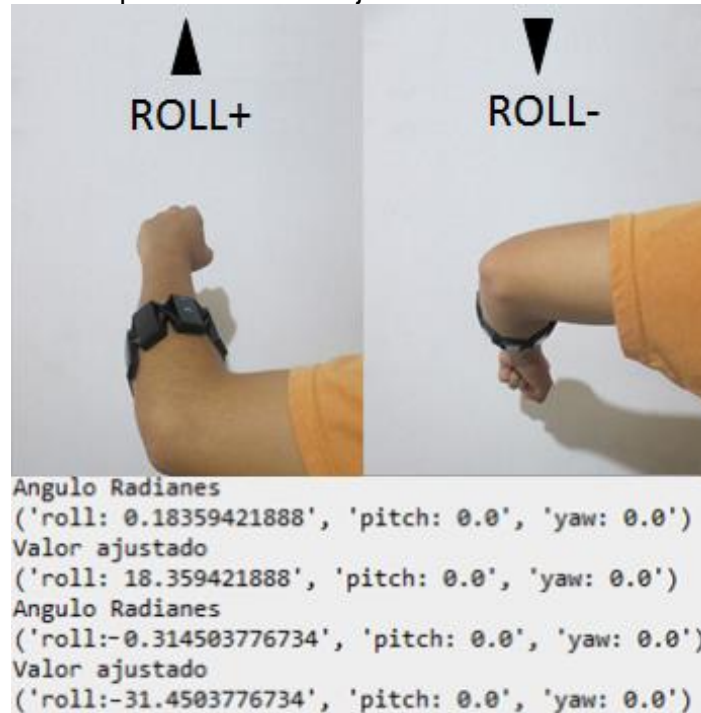 ROLL+
ROLL-
Angulo Radianes
('roll: 0.18359421888', 'pitch: 0.0', 'yaw: 0.0')
Valor ajustado
('roll: 18.359421888', 'pitch: 0.0', 'yaw: 0.0')
Angulo Radianes
('roll:-0.314503776734', 'pitch: 0.0', 'yaw: 0.0')
Valor ajustado
('roll:-31.4503776734', 'pitch: 0.0', 'yaw: 0.0')